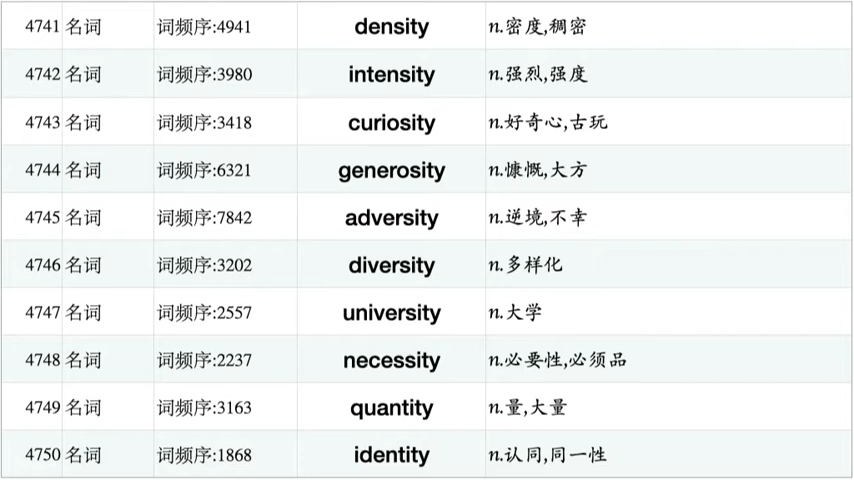 4741 名词 词频序:4941 density n.密度,稠密
4742 名词 词频序:3980 intensity n.强烈,强度
4743 名词 词频序:3418 curiosity n.好奇心,古玩
4744 名词 词频序:6321 generosity n.慷慨,大方
4745 名词 词频序:7842 adversity n.逆境,不幸
4746 名词 词频序:3202 diversity n.多样化
4747 名词 词频序:2557 university n.大学
4748 名词 词频序:2237 necessity n.必要性,必须品
4749 名词 词频序:3163 quantity n.量,大量
4750 名词 词频序:1868 identity n.认同,同一性